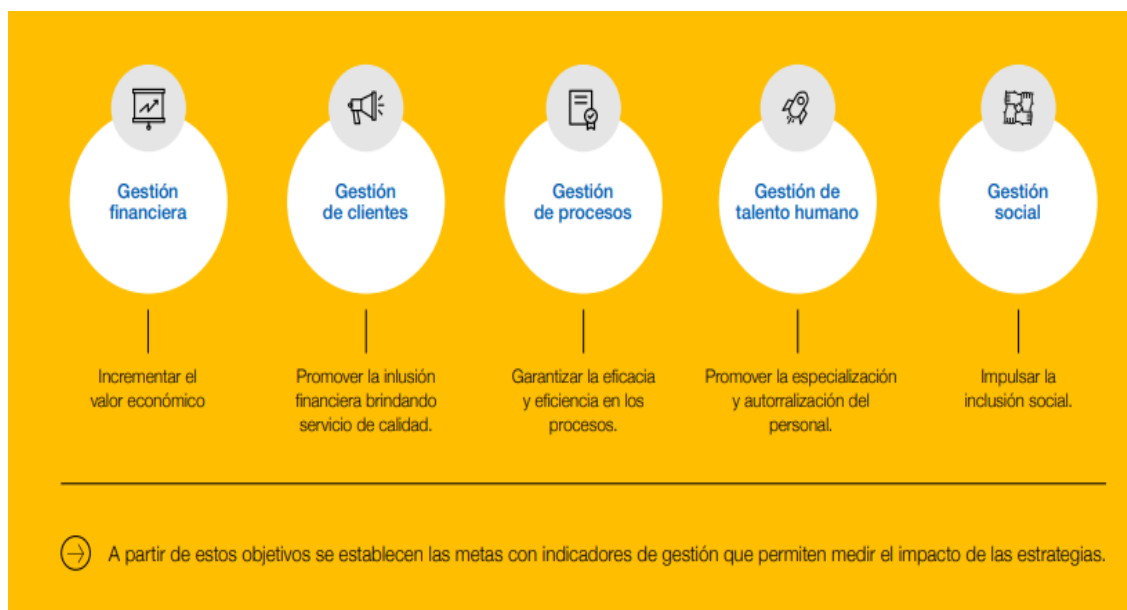 Gestión
financiera
Gestión
de clientes
Gestión
de procesos
Gestión de
talento humano
Gestión
social
Incrementar el
valor económico
Promover la inlusión
financiera brindando
servicio de calidad.
Garantizar la eficacia
y eficiencia en los
procesos.
Promover la especialización
y autorralización del
personal.
Impulsar la
inclusión social.
A partir de estos objetivos se establecen las metas con indicadores de gestión que permiten medir el impacto de las estrategias.